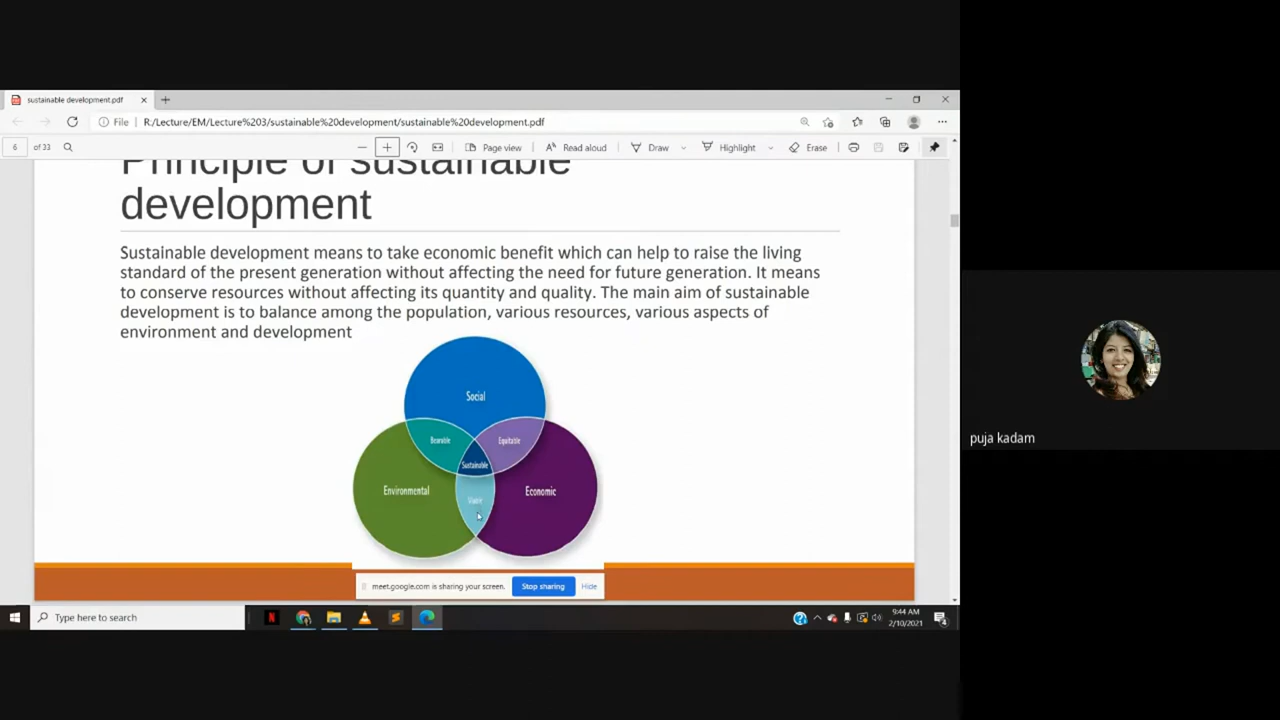 sustainable development.pdf
File
R:/Lecture/EM/Lecture%203/sustainable%20development/sustainable%20development.pdf
6 of 33
Page view
Read aloud
Draw
Highlight
Erase
Principle of sustainable
development
Sustainable development means to take economic benefit which can help to raise the living
standard of the present generation without affecting the need for future generation. It means
to conserve resources without affecting its quantity and quality. The main aim of sustainable
development is to balance among the population, various resources, various aspects of
environment and development
Social
Bearable
Equitable
Sustainable
Environmental
Economic
puja kadam
meet.google.com is sharing your screen.
Stop sharing
Hide
Type here to search
9:44 AM
2/10/2021